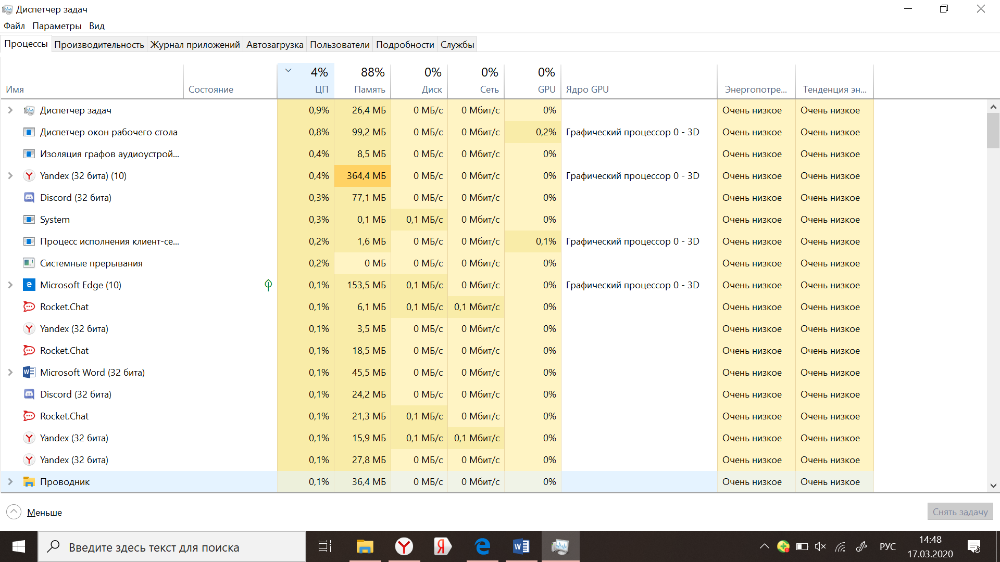 Диспетчер задач
Файл Параметры Вид
Процессы Производительность Журнал приложений Автозагрузка Пользователи Подробности Службы
4% 88% 0% 0% 0%
Имя Состояние ЦП Память Диск Сеть GPU Ядро GPU Энергопотре... Тенденция эн...
Диспетчер задач 0,9% 26,4 МБ 0 МБ/с 0 Мбит/с 0% Очень низкое Очень низкое
Диспетчер окон рабочего стола 0,8% 99,2 МБ 0 МБ/с 0 Мбит/с 0,2% Графический процессор 0 - 3D Очень низкое Очень низкое
Изоляция графов аудиоустрой... 0,4% 8,5 МБ 0 МБ/с 0 Мбит/с 0% Очень низкое Очень низкое
Yandex (32 бита) (10) 0,4% 364,4 МБ 0 МБ/с 0 Мбит/с 0% Графический процессор 0 - 3D Очень низкое Очень низкое
Discord (32 бита) 0,3% 77,1 МБ 0 МБ/с 0 Мбит/с 0% Очень низкое Очень низкое
System 0,3% 0,1 МБ 0,1 МБ/с 0 Мбит/с 0% Очень низкое Очень низкое
Процесс исполнения клиент-се... 0,2% 1,6 МБ 0 МБ/с 0 Мбит/с 0,1% Графический процессор 0 - 3D Очень низкое Очень низкое
Системные прерывания 0,2% 0 МБ 0 МБ/с 0 Мбит/с 0% Очень низкое Очень низкое
Microsoft Edge (10) 0,1% 153,5 МБ 0,1 МБ/с 0 Мбит/с 0% Графический процессор 0 - 3D Очень низкое Очень низкое
Rocket.Chat 0,1% 6,1 МБ 0,1 МБ/с 0,1 Мбит/с 0% Очень низкое Очень низкое
Yandex (32 бита) 0,1% 3,5 МБ 0 МБ/с 0 Мбит/с 0% Очень низкое Очень низкое
Rocket.Chat 0,1% 18,5 МБ 0 МБ/с 0 Мбит/с 0% Очень низкое Очень низкое
Microsoft Word (32 бита) 0,1% 45,5 МБ 0 МБ/с 0 Мбит/с 0% Очень низкое Очень низкое
Discord (32 бита) 0,1% 24,2 МБ 0 МБ/с 0 Мбит/с 0% Очень низкое Очень низкое
Rocket.Chat 0,1% 21,3 МБ 0,1 МБ/с 0 Мбит/с 0% Очень низкое Очень низкое
Yandex (32 бита) 0,1% 15,9 МБ 0,1 МБ/с 0,1 Мбит/с 0% Очень низкое Очень низкое
Yandex (32 бита) 0,1% 27,8 МБ 0 МБ/с 0 Мбит/с 0% Очень низкое Очень низкое
Проводник 0,1% 36,4 МБ 0 МБ/с 0 Мбит/с 0% Очень низкое Очень низкое
Меньше Снять задачу
Введите здесь текст для поиска РУС 14:48
17.03.2020